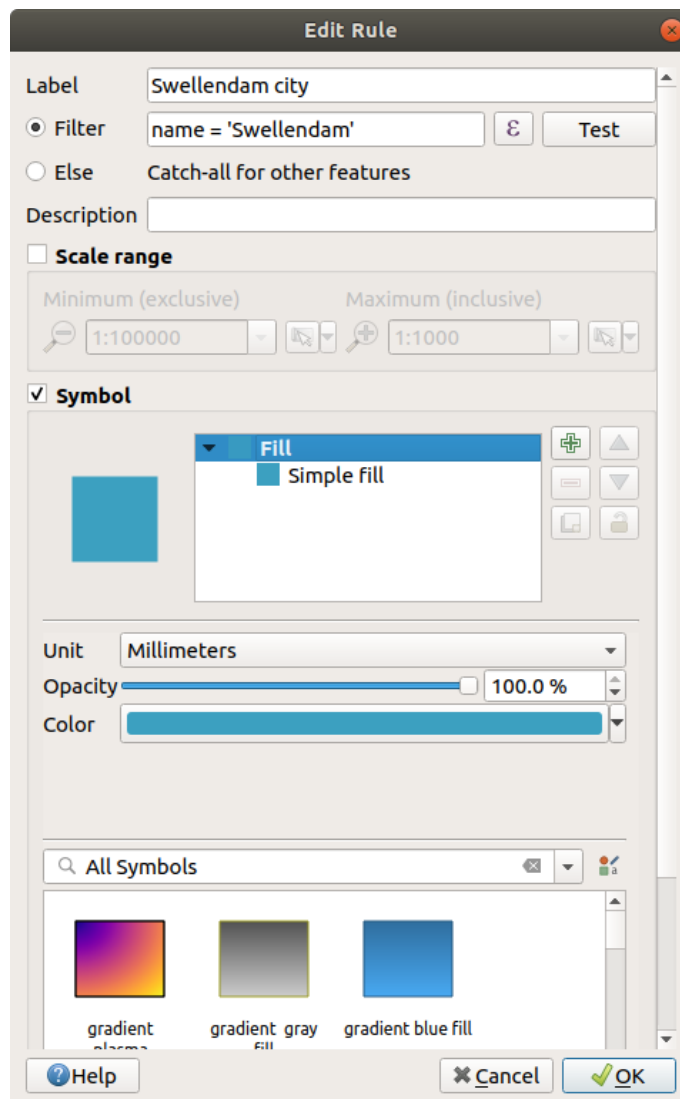 Edit Rule
Label Swellendam city
Filter name = 'Swellendam' ε Test
Else Catch-all for other features
Description
Scale range
Minimum (exclusive) Maximum (inclusive)
1:100000 1:1000
Symbol
Fill
Simple fill
Unit Millimeters
Opacity 100.0 %
Color
All Symbols
gradient plasma
gradient gray fill
gradient blue fill
Help Cancel OK